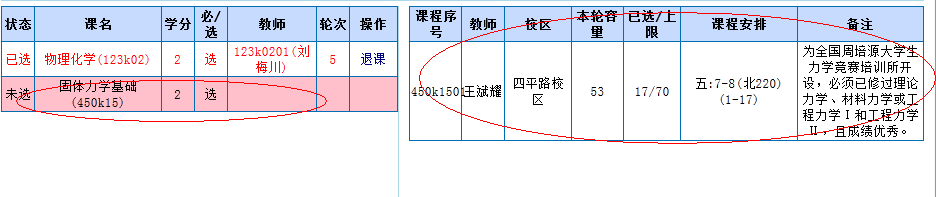 状态 课名 学分 必/选 教师 轮次 操作
已选 物理化学(123k02) 2 选 123k0201(刘梅川) 5 退课
未选 固体力学基础(450k15) 2 选
课程序号 教师 校区 本轮容量 已选/上限 课程安排 备注
450k1501 王斌耀 四平路校区 53 17/70 五:7-8(北220)(1-17)
为全国周培源大学生
力学竞赛培训所开
设，必须已修过理论
力学、材料力学或工
程力学Ⅰ和工程力学
Ⅱ，且成绩优秀。